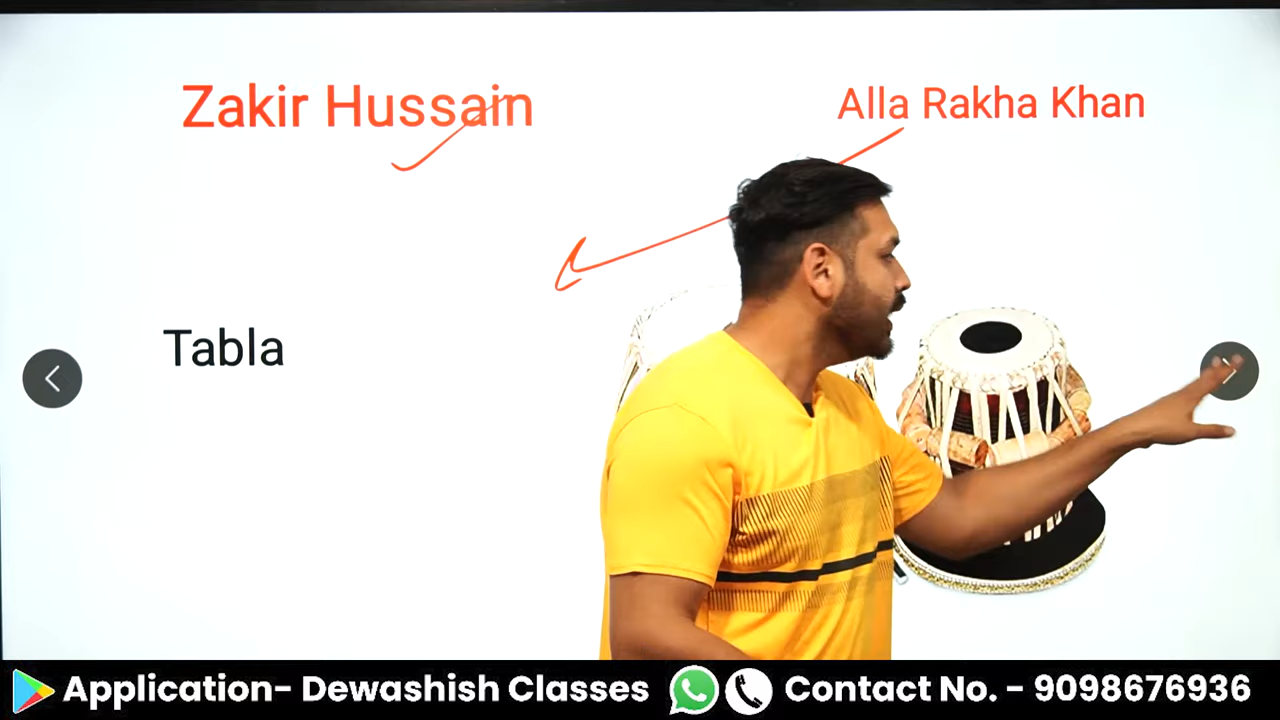 Zakir Hussain
Alla Rakha Khan
Tabla
Application- Dewashish Classes
Contact No. - 9098676936